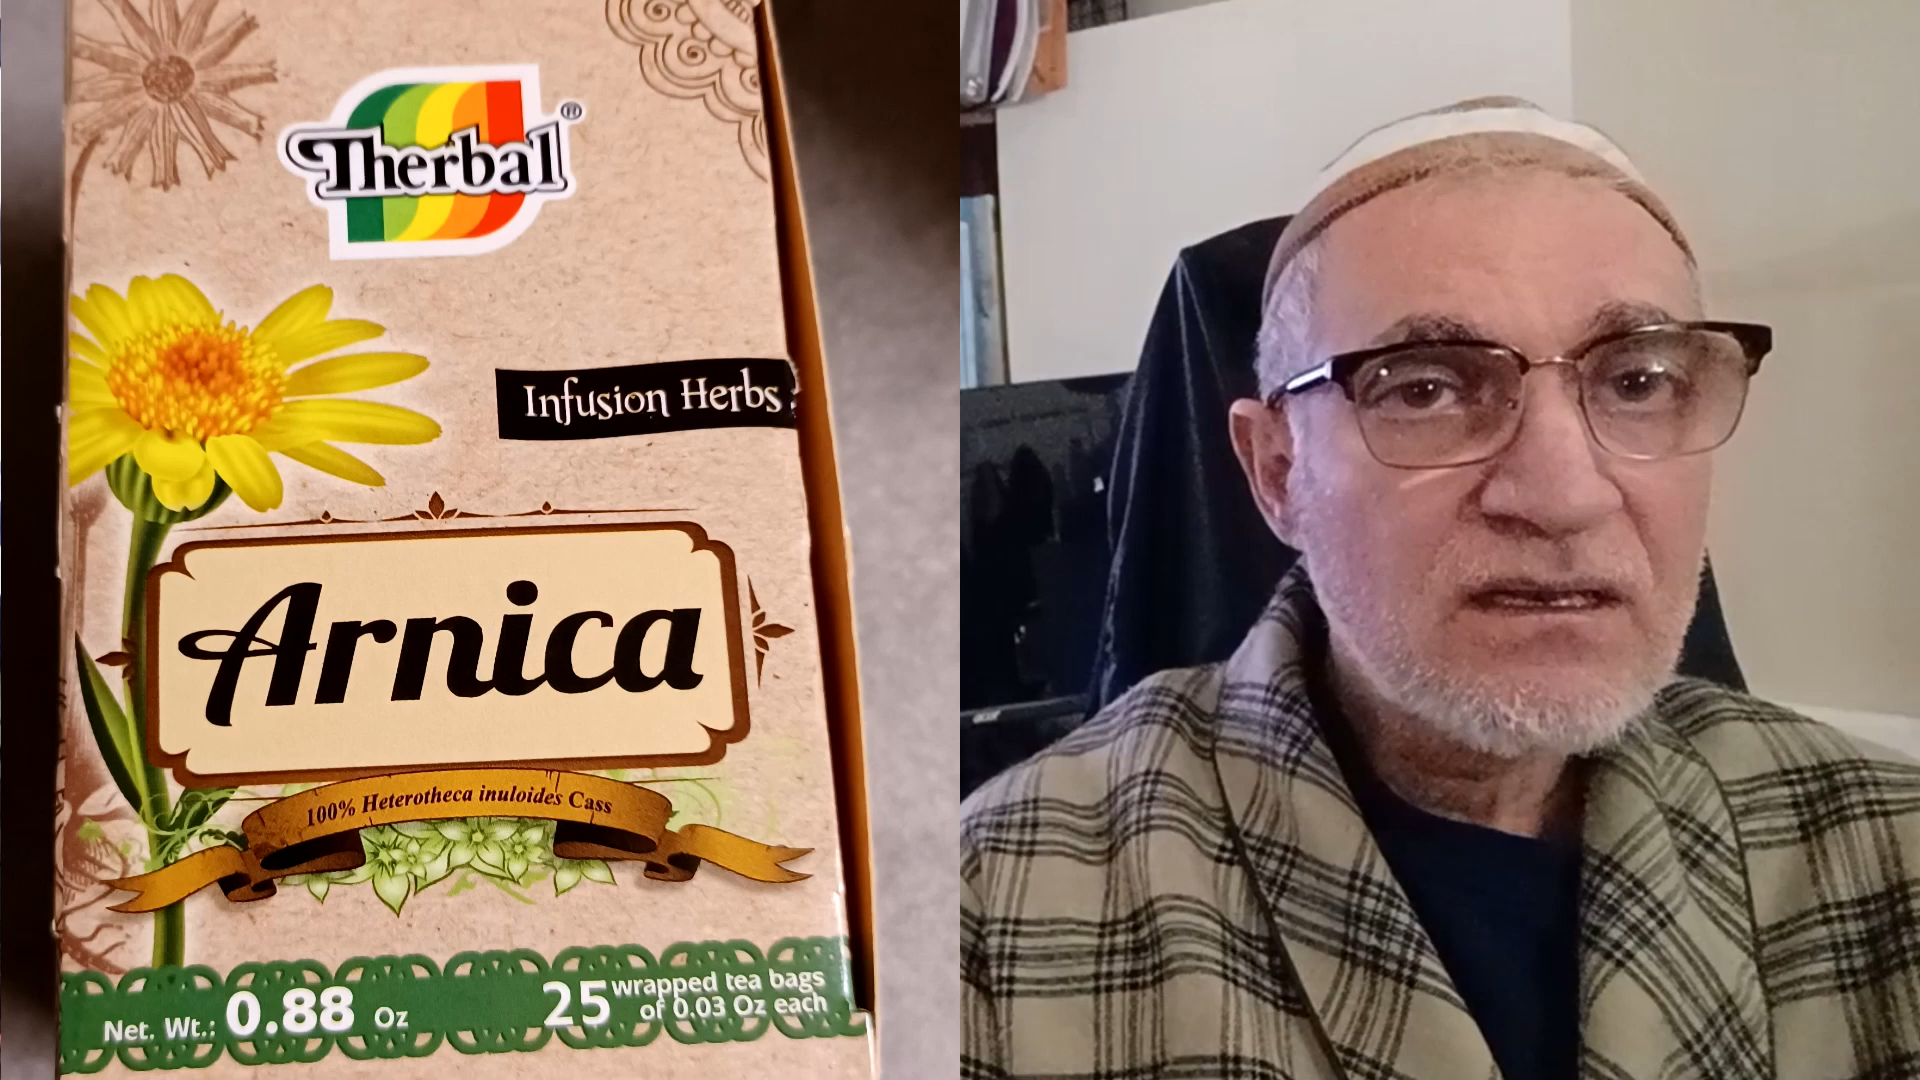 Therbal®
Infusion Herbs
Arnica
100% Heterotheca inuloides Cass
Net. Wt.: 0.88 Oz
25 wrapped tea bags
of 0.03 Oz each